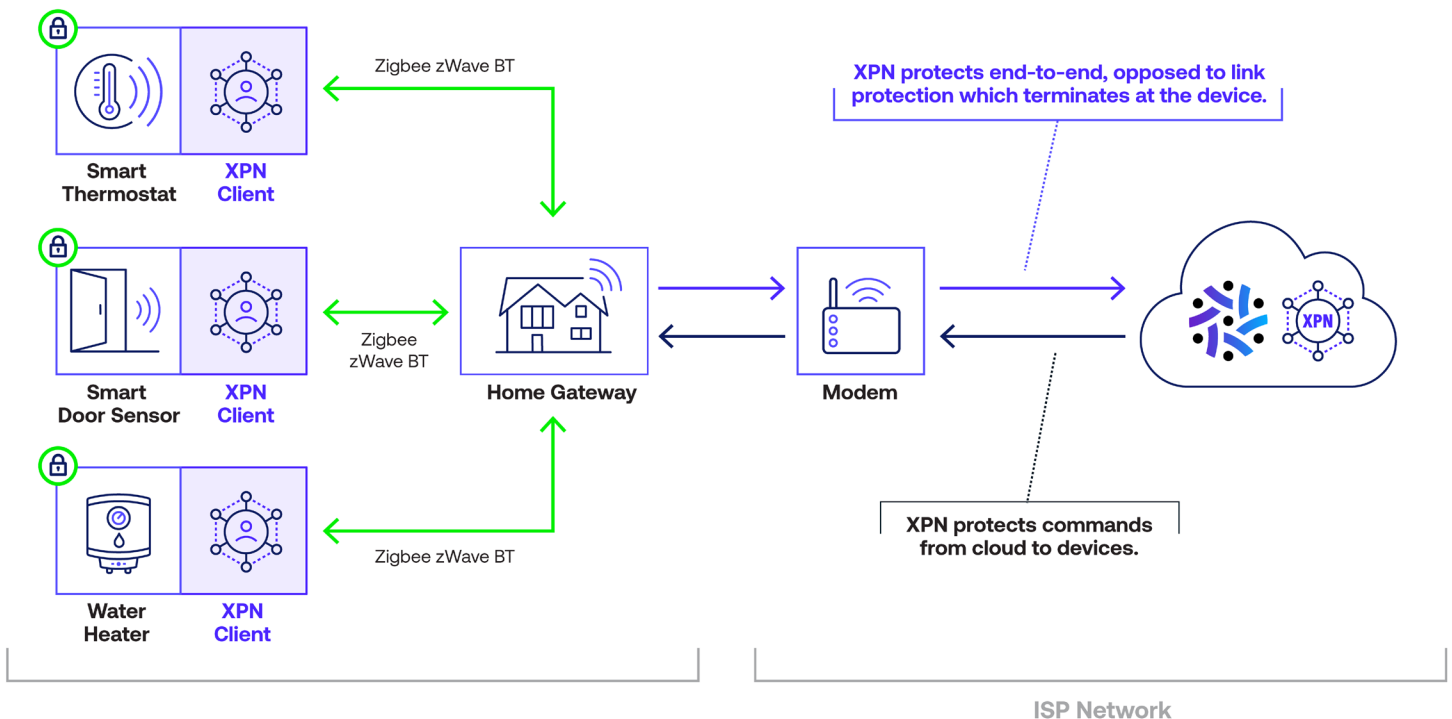 Zigbee zWave BT
XPN protects end-to-end, opposed to link
protection which terminates at the device.
Smart
Thermostat
XPN
Client
Zigbee
zWave BT
XPN
Smart
Door Sensor
XPN
Client
Home Gateway
Modem
XPN protects commands
from cloud to devices.
Zigbee zWave BT
Water
Heater
XPN
Client
ISP Network